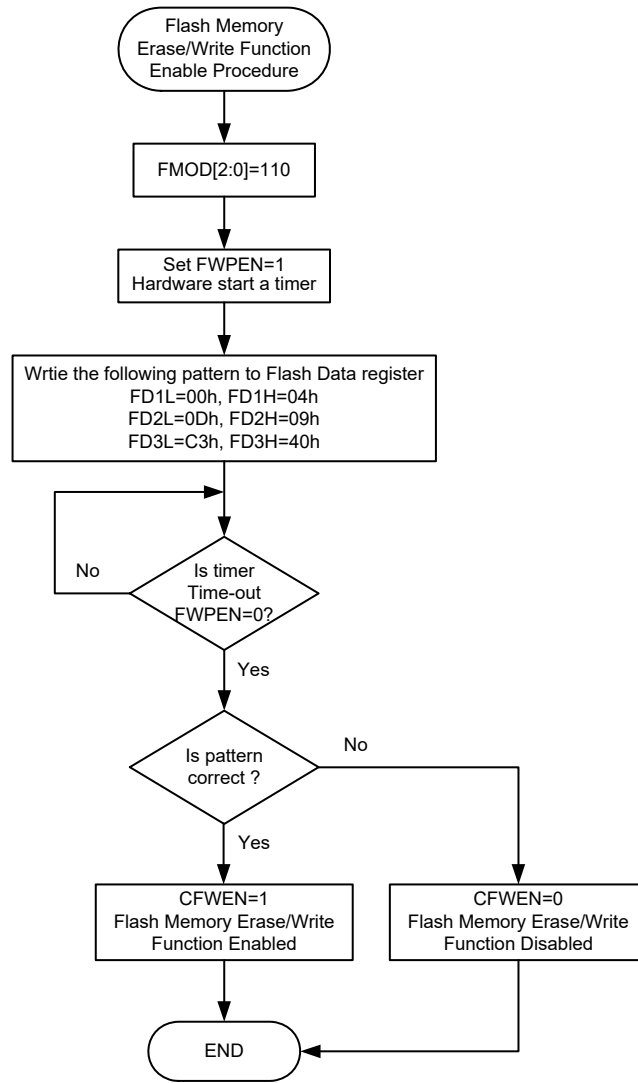 Flash Memory
Erase/Write Function
Enable Procedure
FMOD[2:0]=110
Set FWPEN=1
Hardware start a timer
Wrtie the following pattern to Flash Data register
FD1L=00h, FD1H=04h
FD2L=0Dh, FD2H=09h
FD3L=C3h, FD3H=40h
No
Is timer
Time-out
FWPEN=0?
Yes
Is pattern
correct ?
No
Yes
CFWEN=1
Flash Memory Erase/Write
Function Enabled
CFWEN=0
Flash Memory Erase/Write
Function Disabled
END